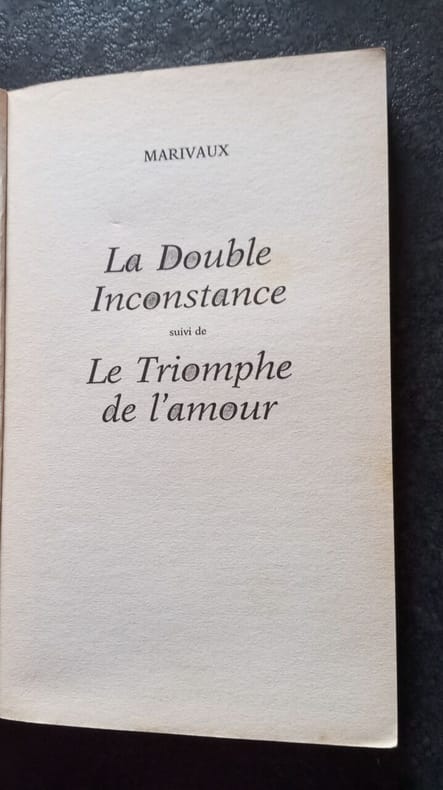 MARIVAUX
La Double
Inconstance
suivi de
Le Triomphe
de l'amour